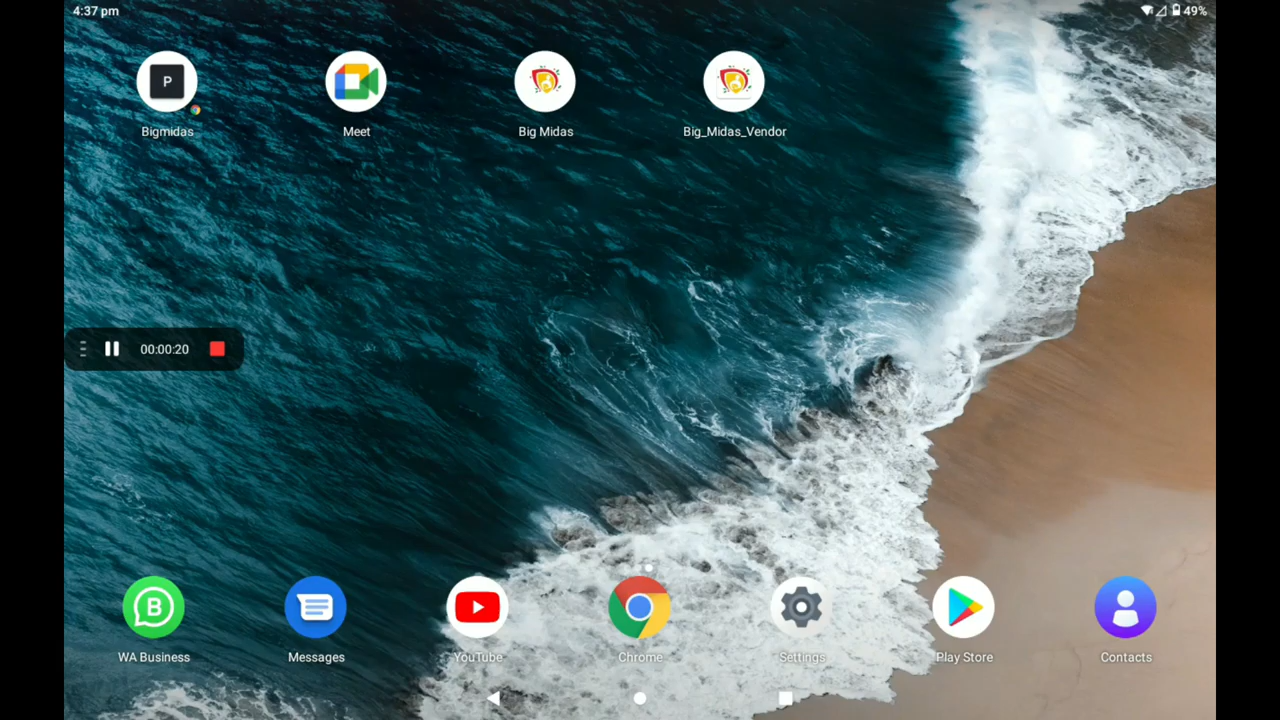 4:37 pm
49%
P
Bigmidas
Meet
Big Midas
Big_Midas_Vendor
00:00:20
B
WA Business
Messages
YouTube
Chrome
Settings
Play Store
Contacts